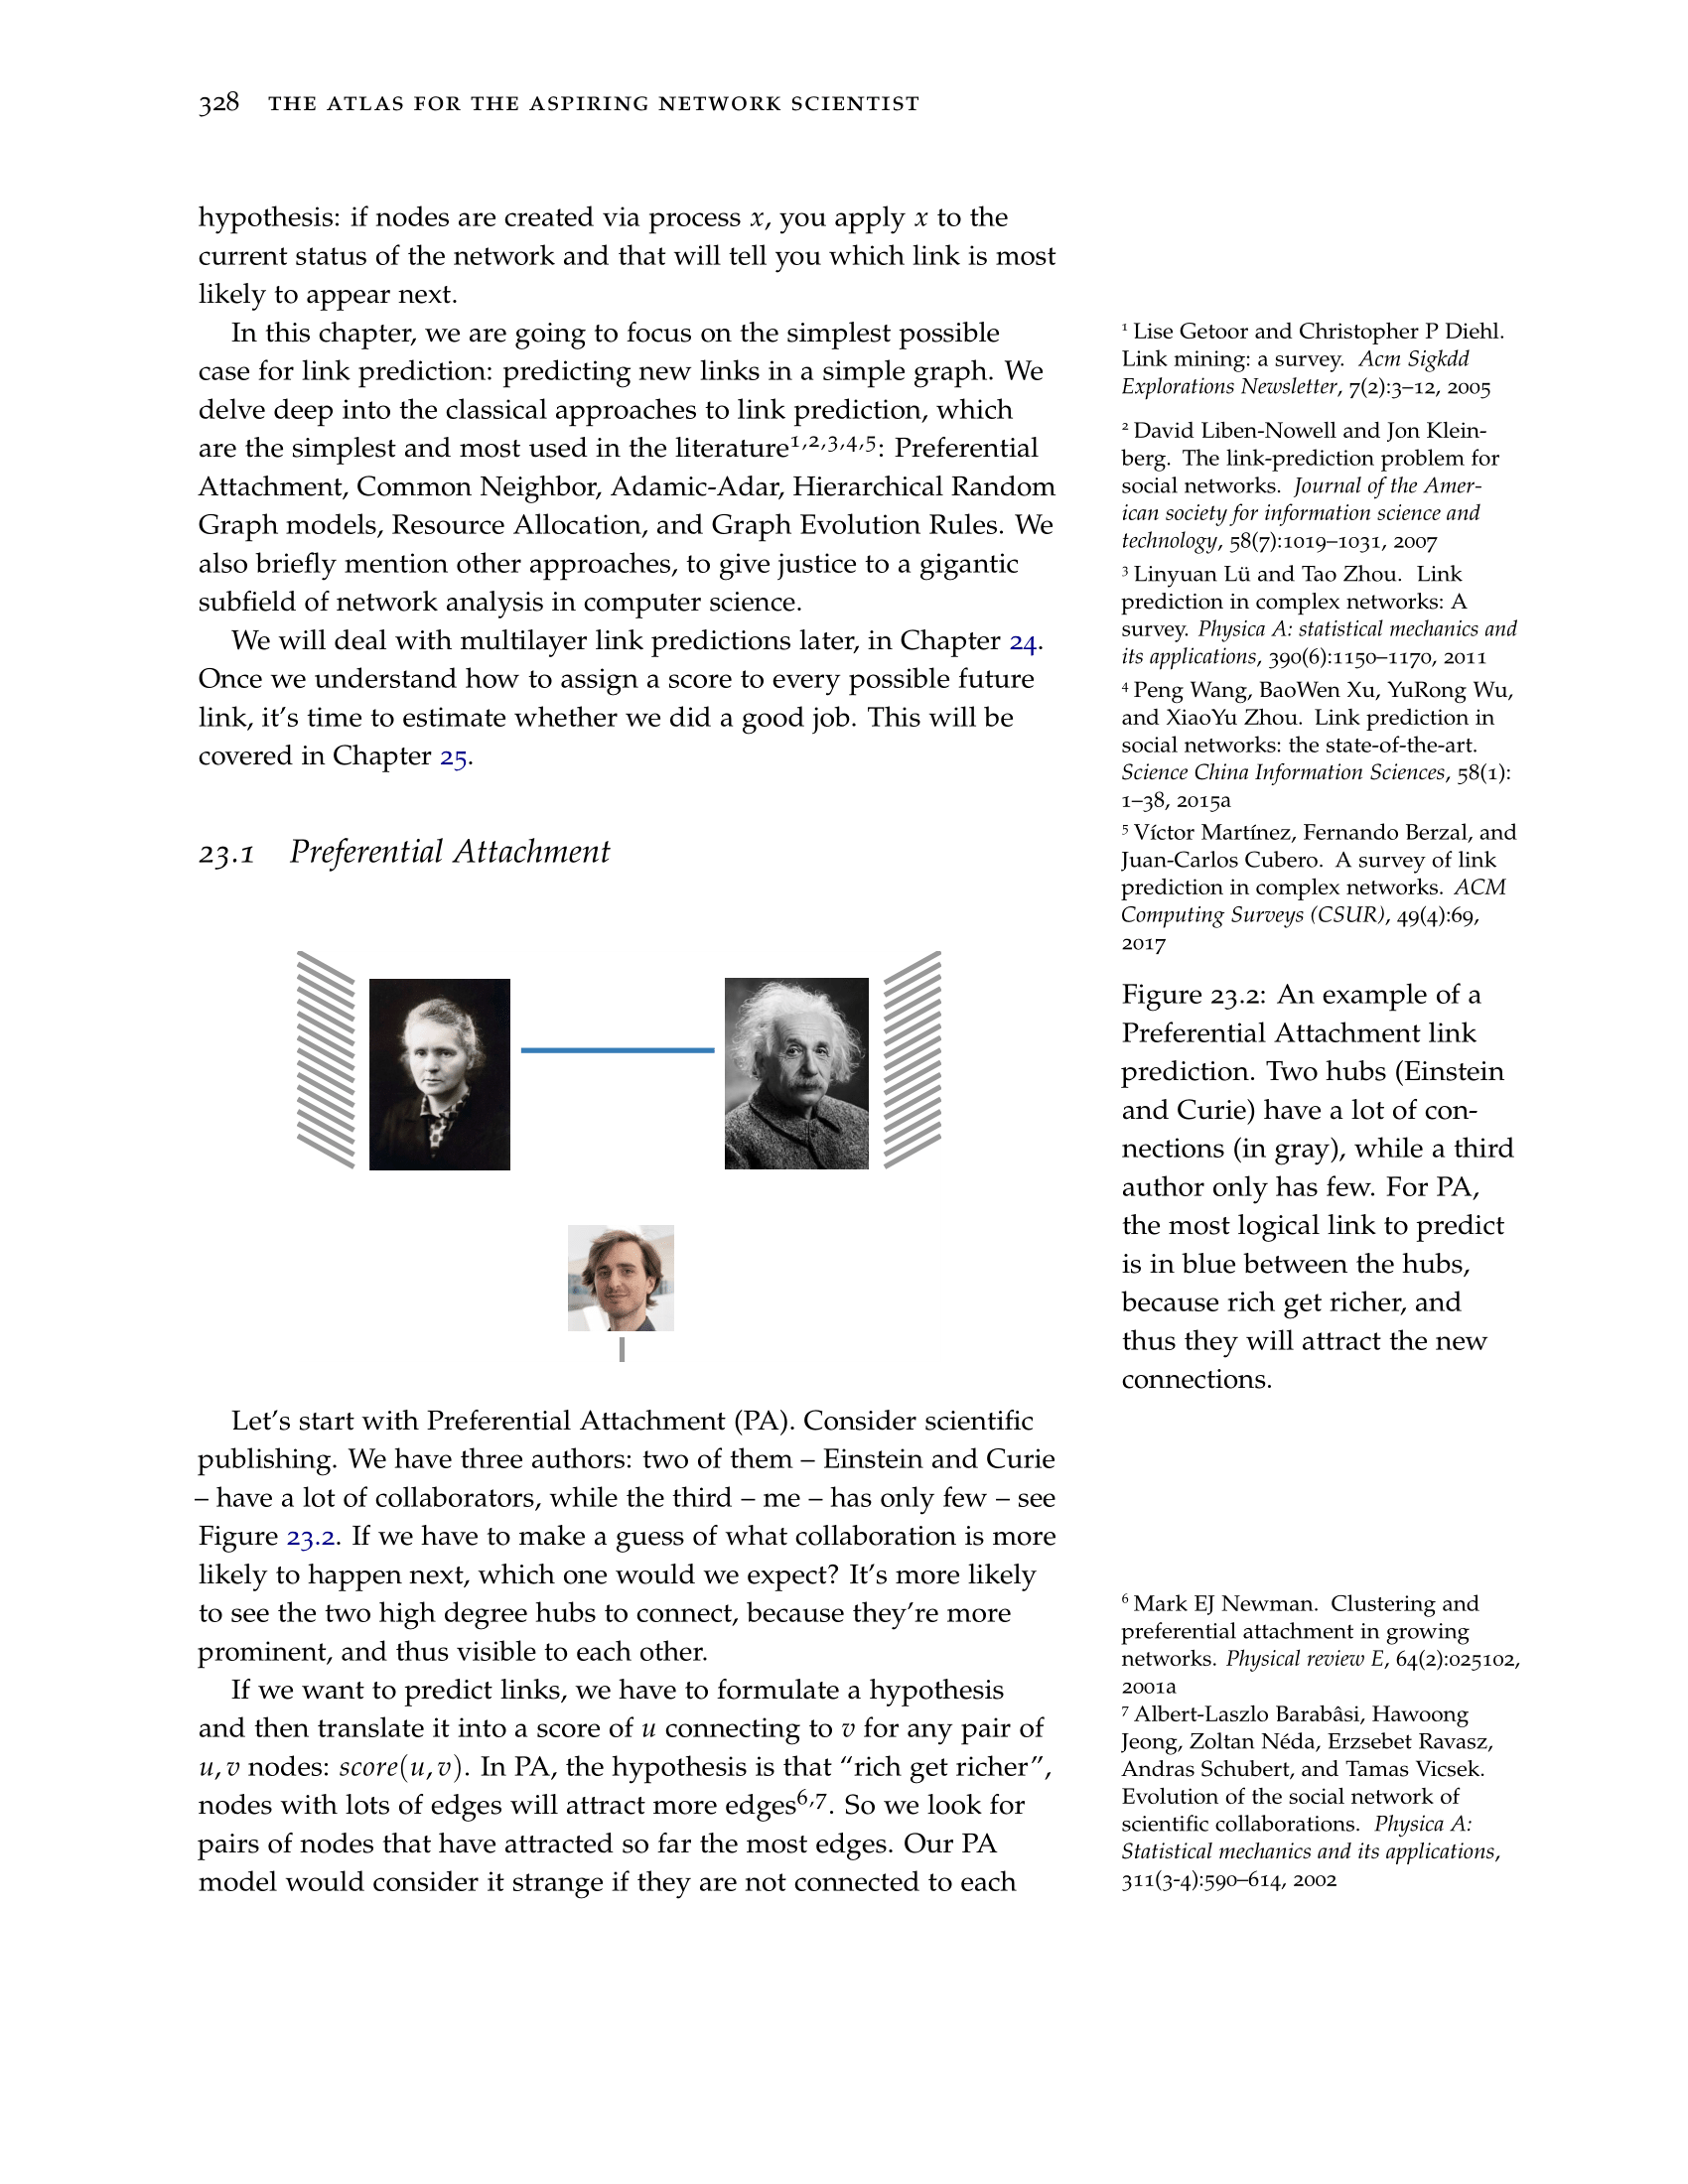 328 THE ATLAS FOR THE ASPIRING NETWORK SCIENTIST
hypothesis: if nodes are created via process x, you apply x to the
current status of the network and that will tell you which link is most
likely to appear next.
In this chapter, we are going to focus on the simplest possible
case for link prediction: predicting new links in a simple graph. We
delve deep into the classical approaches to link prediction, which
are the simplest and most used in the literature1,2,3,4,5: Preferential
Attachment, Common Neighbor, Adamic-Adar, Hierarchical Random
Graph models, Resource Allocation, and Graph Evolution Rules. We
also briefly mention other approaches, to give justice to a gigantic
subfield of network analysis in computer science.
We will deal with multilayer link predictions later, in Chapter 24.
Once we understand how to assign a score to every possible future
link, it's time to estimate whether we did a good job. This will be
covered in Chapter 25.
1 Lise Getoor and Christopher P Diehl.
Link mining: a survey. Acm Sigkdd
Explorations Newsletter, 7(2):3–12, 2005
2 David Liben-Nowell and Jon Klein-
berg. The link-prediction problem for
social networks. Journal of the Amer-
ican society for information science and
technology, 58(7):1019–1031, 2007
3 Linyuan Lü and Tao Zhou. Link
prediction in complex networks: A
survey. Physica A: statistical mechanics and
its applications, 390(6):1150–1170, 2011
4 Peng Wang, BaoWen Xu, YuRong Wu,
and XiaoYu Zhou. Link prediction in
social networks: the state-of-the-art.
Science China Information Sciences, 58(1):
1–38, 2015a
5 Víctor Martínez, Fernando Berzal, and
Juan-Carlos Cubero. A survey of link
prediction in complex networks. ACM
Computing Surveys (CSUR), 49(4):69,
2017
23.1 Preferential Attachment
Figure 23.2: An example of a
Preferential Attachment link
prediction. Two hubs (Einstein
and Curie) have a lot of con-
nections (in gray), while a third
author only has few. For PA,
the most logical link to predict
is in blue between the hubs,
because rich get richer, and
thus they will attract the new
connections.
Let's start with Preferential Attachment (PA). Consider scientific
publishing. We have three authors: two of them – Einstein and Curie
– have a lot of collaborators, while the third – me – has only few – see
Figure 23.2. If we have to make a guess of what collaboration is more
likely to happen next, which one would we expect? It's more likely
to see the two high degree hubs to connect, because they're more
prominent, and thus visible to each other.
If we want to predict links, we have to formulate a hypothesis
and then translate it into a score of u connecting to v for any pair of
u, v nodes: score(u, v). In PA, the hypothesis is that “rich get richer”,
nodes with lots of edges will attract more edges6,7. So we look for
pairs of nodes that have attracted so far the most edges. Our PA
model would consider it strange if they are not connected to each
6 Mark EJ Newman. Clustering and
preferential attachment in growing
networks. Physical review E, 64(2):025102,
2001a
7 Albert-Laszlo Barabâsi, Hawoong
Jeong, Zoltan Néda, Erzsebet Ravasz,
Andras Schubert, and Tamas Vicsek.
Evolution of the social network of
scientific collaborations. Physica A:
Statistical mechanics and its applications,
311(3-4):590–614, 2002